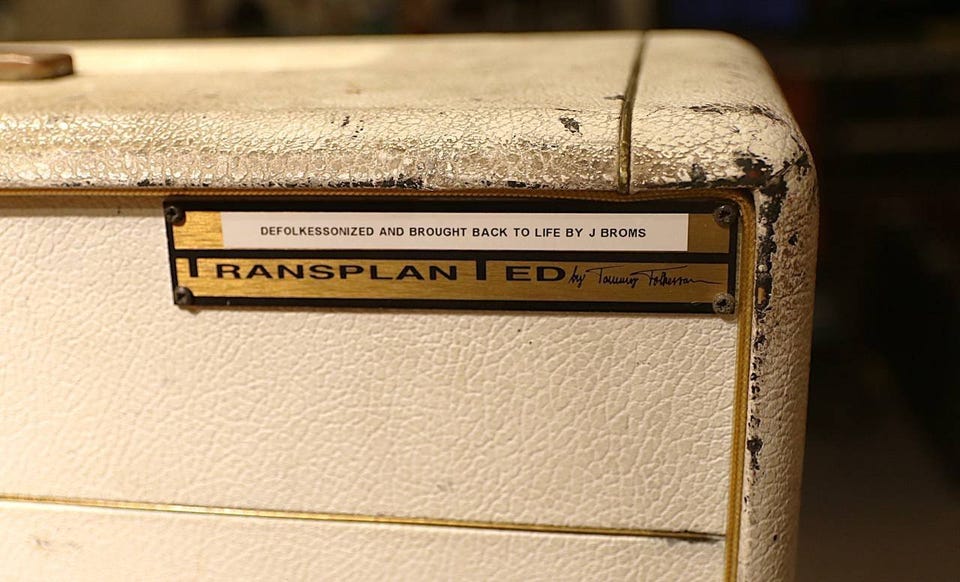 DEFOLKESSONIZED AND BROUGHT BACK TO LIFE BY J BROMS
TRANSPLANTED by Tommy Folkesson